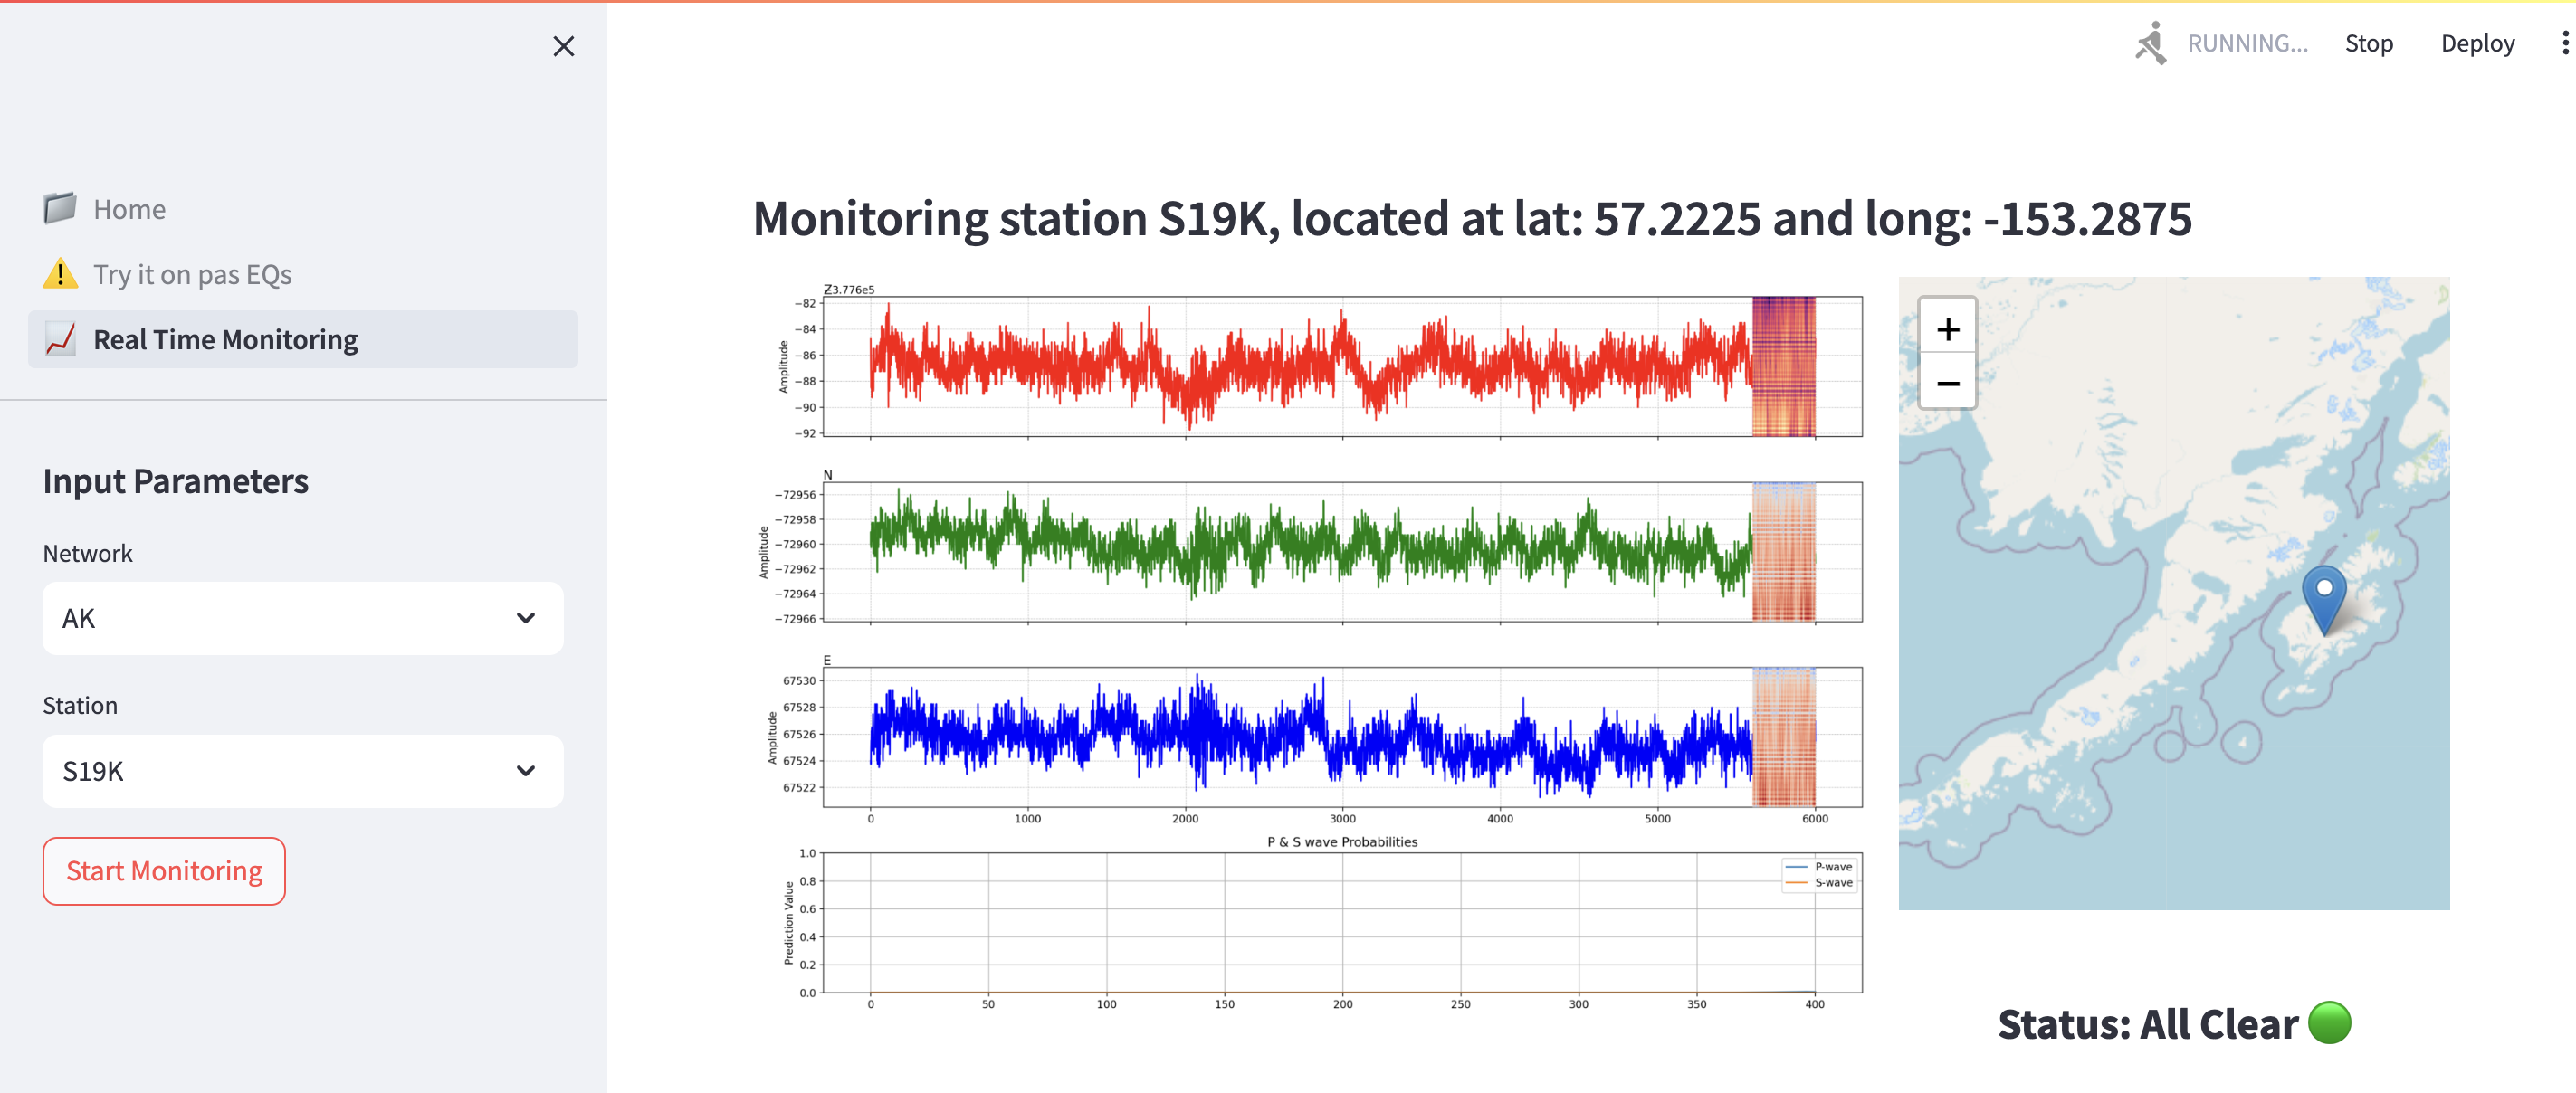 RUNNING...
Stop
Deploy
Home
Try it on pas EQs
Real Time Monitoring
Input Parameters
Network
AK
Station
S19K
Start Monitoring
Monitoring station S19K, located at lat: 57.2225 and long: -153.2875
Z
3.776e5
Amplitude
−82
−84
−86
−88
−90
−92
N
Amplitude
−72956
−72958
−72960
−72962
−72964
−72966
E
Amplitude
67530
67528
67526
67524
67522
0 1000 2000 3000 4000 5000 6000
P & S wave Probabilities
Prediction Value
1.0
0.8
0.6
0.4
0.2
0.0
P-wave
S-wave
0 50 100 150 200 250 300 350 400
+
−
Status: All Clear